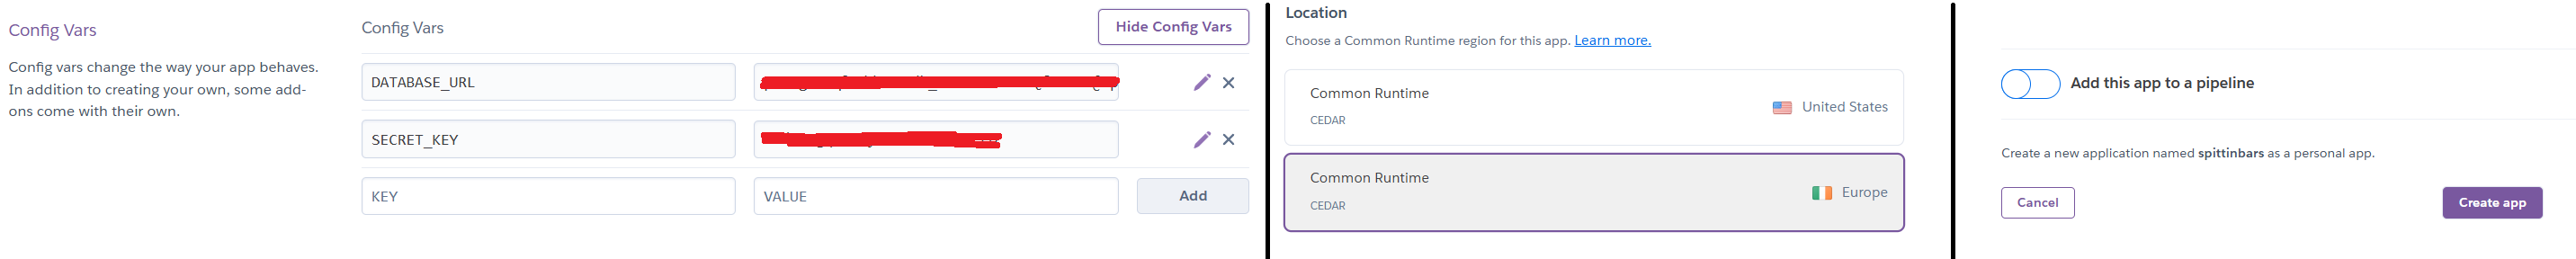 Config Vars
Config vars change the way your app behaves.
In addition to creating your own, some add-
ons come with their own.
Config Vars
Hide Config Vars
DATABASE_URL
SECRET_KEY
KEY
VALUE
Add
Location
Choose a Common Runtime region for this app. Learn more.
Common Runtime
CEDAR
United States
Common Runtime
CEDAR
Europe
Add this app to a pipeline
Create a new application named spittinbars as a personal app.
Cancel
Create app